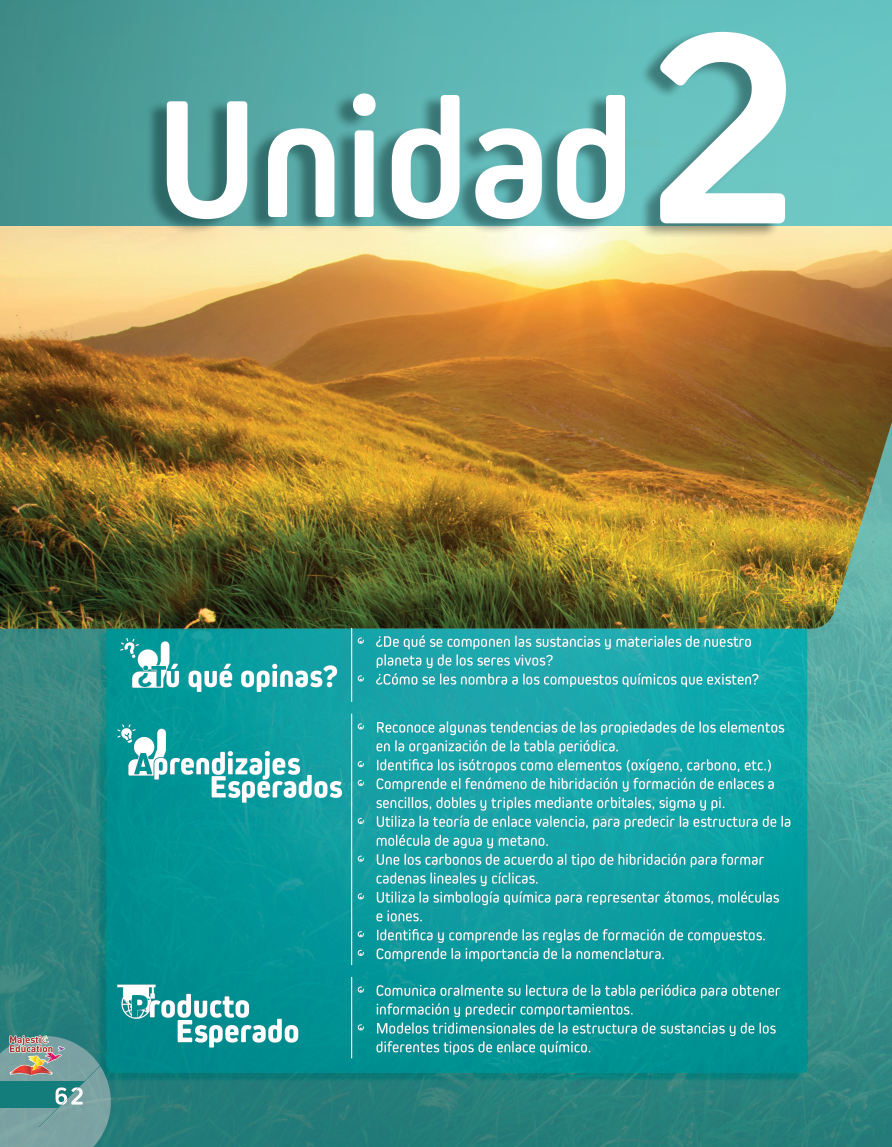 Unidad 2
¿Tú qué opinas?
¿De qué se componen las sustancias y materiales de nuestro
planeta y de los seres vivos?
¿Cómo se les nombra a los compuestos químicos que existen?
Aprendizajes
Esperados
Reconoce algunas tendencias de las propiedades de los elementos
en la organización de la tabla periódica.
Identifica los isótropos como elementos (oxígeno, carbono, etc.)
Comprende el fenómeno de hibridación y formación de enlaces a
sencillos, dobles y triples mediante orbitales, sigma y pi.
Utiliza la teoría de enlace valencia, para predecir la estructura de la
molécula de agua y metano.
Une los carbonos de acuerdo al tipo de hibridación para formar
cadenas lineales y cíclicas.
Utiliza la simbología química para representar átomos, moléculas
e iones.
Identifica y comprende las reglas de formación de compuestos.
Comprende la importancia de la nomenclatura.
Producto
Esperado
Comunica oralmente su lectura de la tabla periódica para obtener
información y predecir comportamientos.
Modelos tridimensionales de la estructura de sustancias y de los
diferentes tipos de enlace químico.
Majestic
Education
62